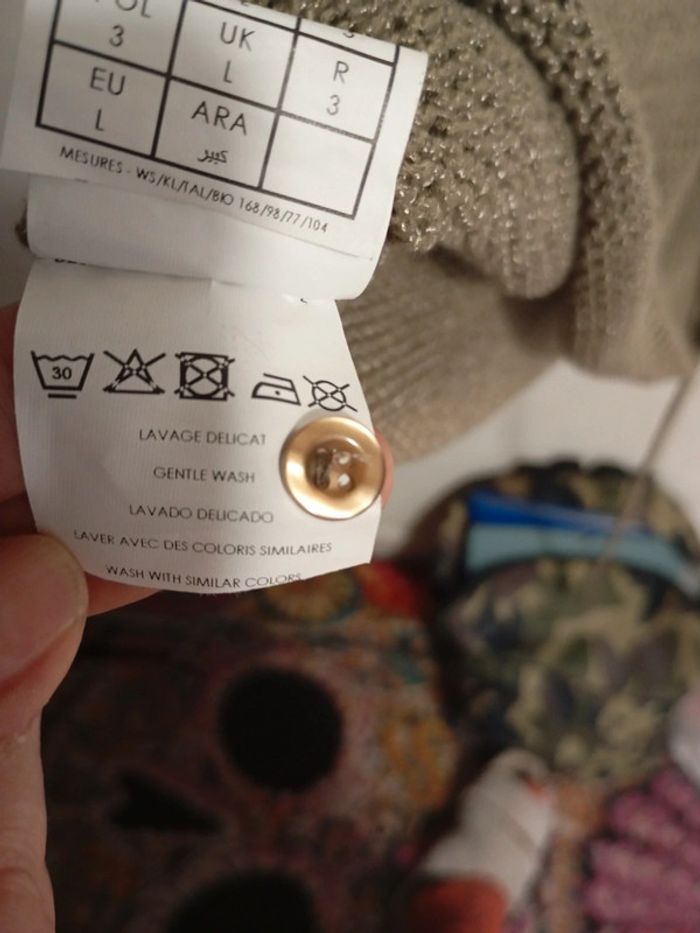 3
UK
L
R
3
EU
L
ARA
كبير
MESURES - WS/KL/TAL/BIO 168/98/77/104
30
LAVAGE DELICAT
GENTLE WASH
LAVADO DELICADO
LAVER AVEC DES COLORIS SIMILAIRES
WASH WITH SIMILAR COLORS